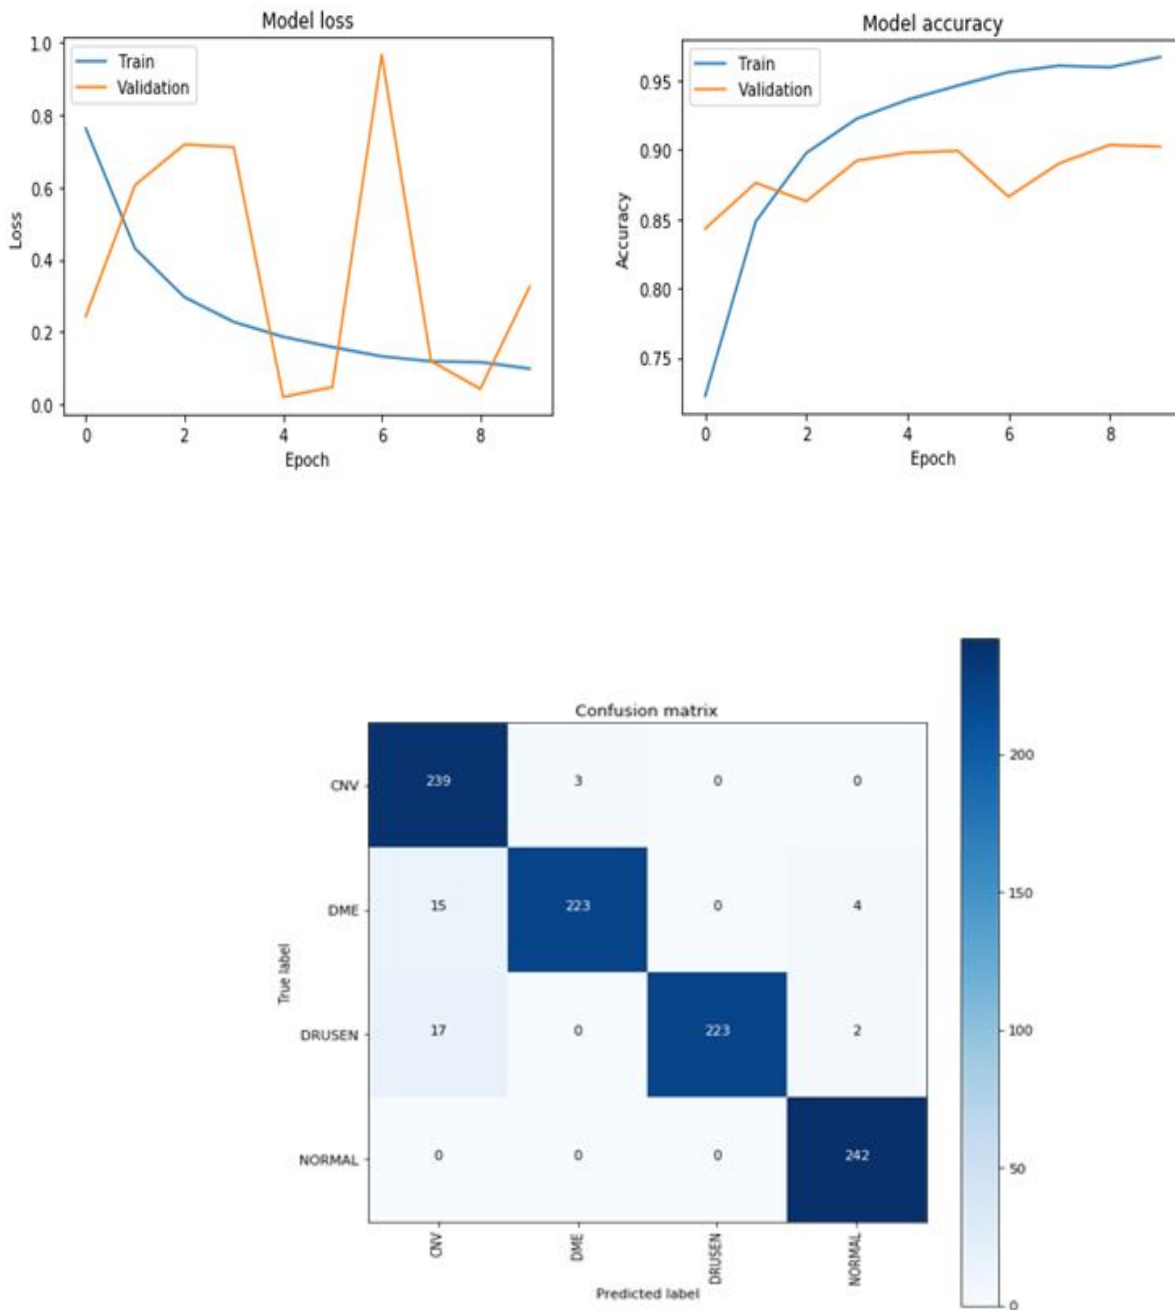 Model loss
Train
Validation
1.0
0.8
0.6
0.4
0.2
0.0
Loss
0 2 4 6 8
Epoch
Model accuracy
Train
Validation
0.95
0.90
0.85
0.80
0.75
Accuracy
0 2 4 6 8
Epoch
Confusion matrix
CNV 239 3 0 0
DME 15 223 0 4
DRUSEN 17 0 223 2
NORMAL 0 0 0 242
True label
CNV DME DRUSEN NORMAL
Predicted label
200
150
100
50
0